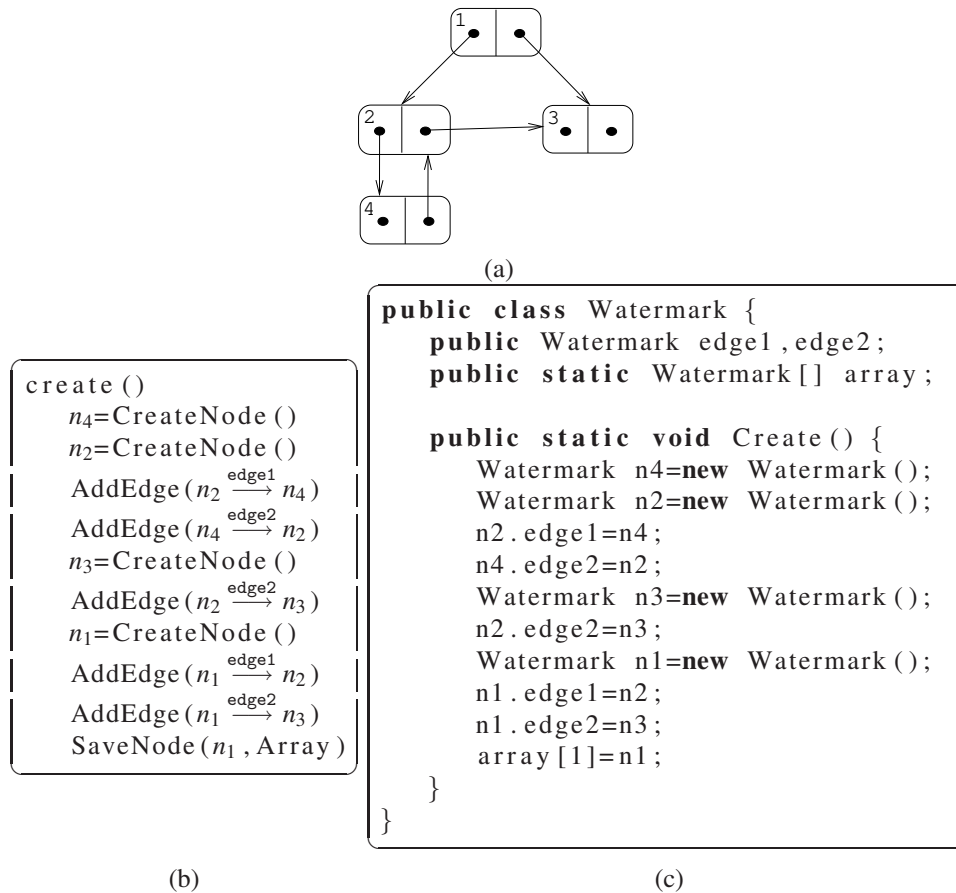 1
2
3
4
(a)
create()
n4=CreateNode()
n2=CreateNode()
AddEdge(n2 edge1⟶ n4)
AddEdge(n4 edge2⟶ n2)
n3=CreateNode()
AddEdge(n2 edge2⟶ n3)
n1=CreateNode()
AddEdge(n1 edge1⟶ n2)
AddEdge(n1 edge2⟶ n3)
SaveNode(n1,Array)
(b)
public class Watermark {
public Watermark edge1,edge2;
public static Watermark[] array;
public static void Create() {
Watermark n4=new Watermark();
Watermark n2=new Watermark();
n2.edge1=n4;
n4.edge2=n2;
Watermark n3=new Watermark();
n2.edge2=n3;
Watermark n1=new Watermark();
n1.edge1=n2;
n1.edge2=n3;
array[1]=n1;
}
}
(c)